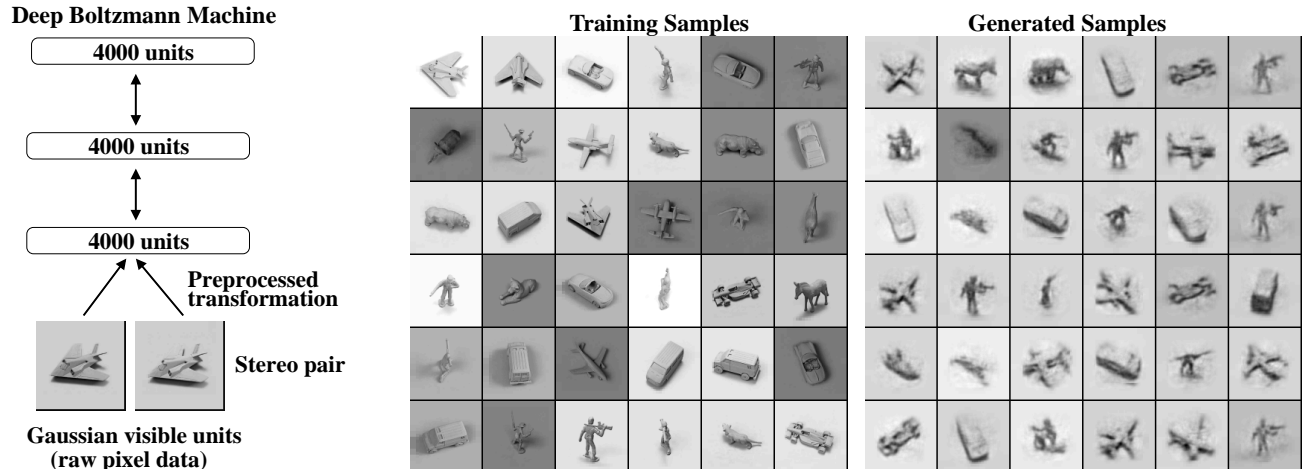 Deep Boltzmann Machine
4000 units
4000 units
4000 units
Preprocessed
transformation
Stereo pair
Gaussian visible units
(raw pixel data)
Training Samples
Generated Samples